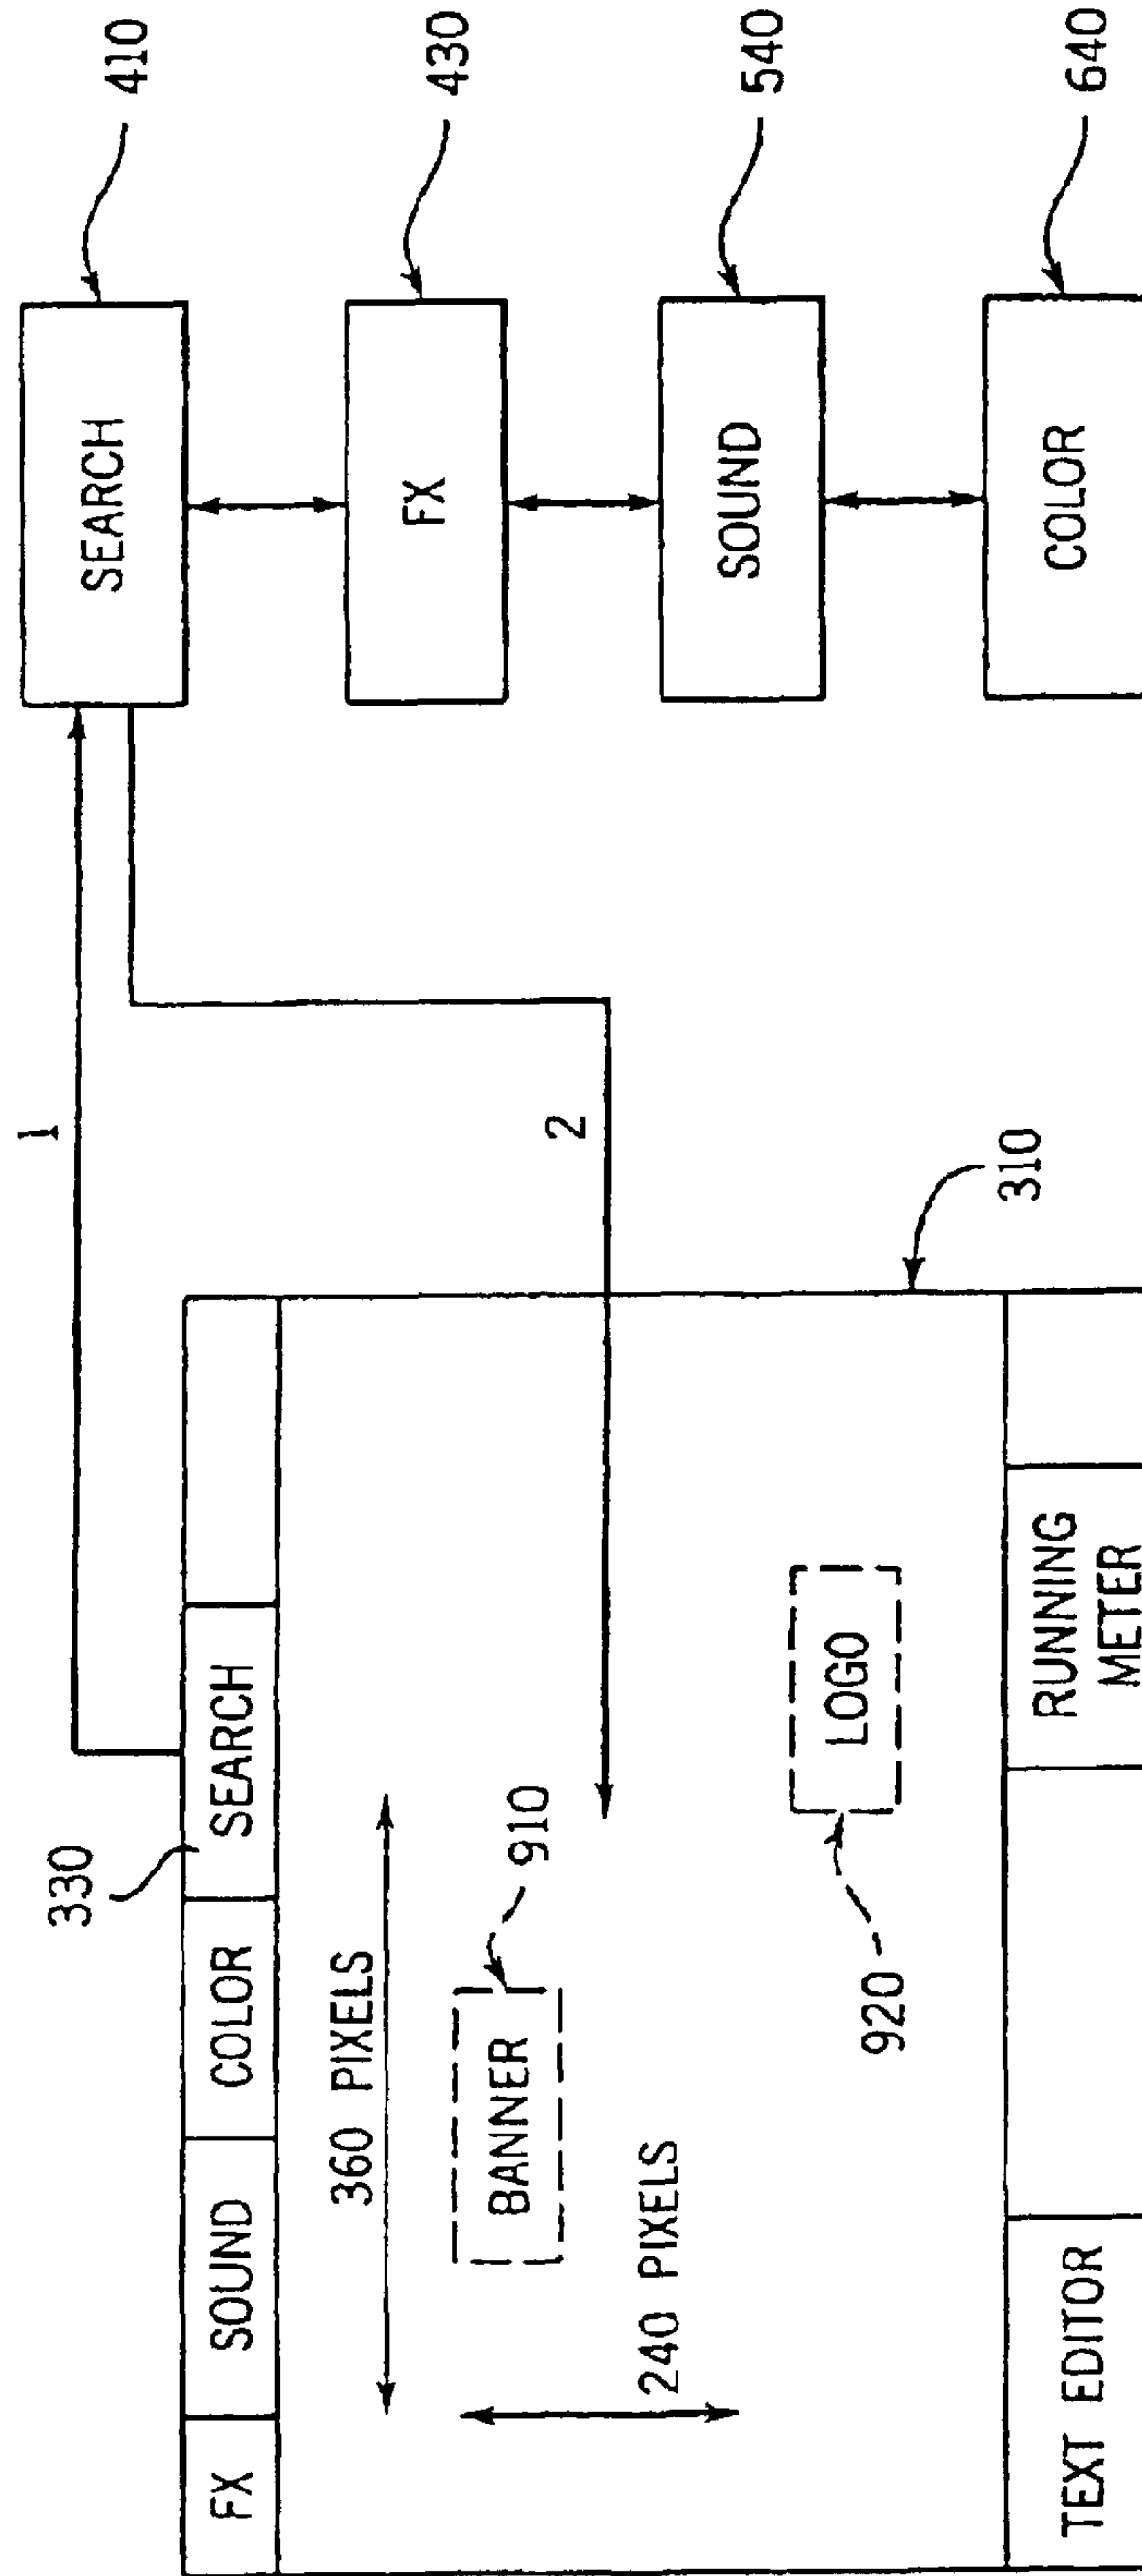 1
SEARCH
410
330
FX
SOUND
COLOR
SEARCH
360 PIXELS
FX
430
BANNER
910
2
240 PIXELS
SOUND
540
LOGO
920
310
TEXT EDITOR
RUNNING
METER
COLOR
640